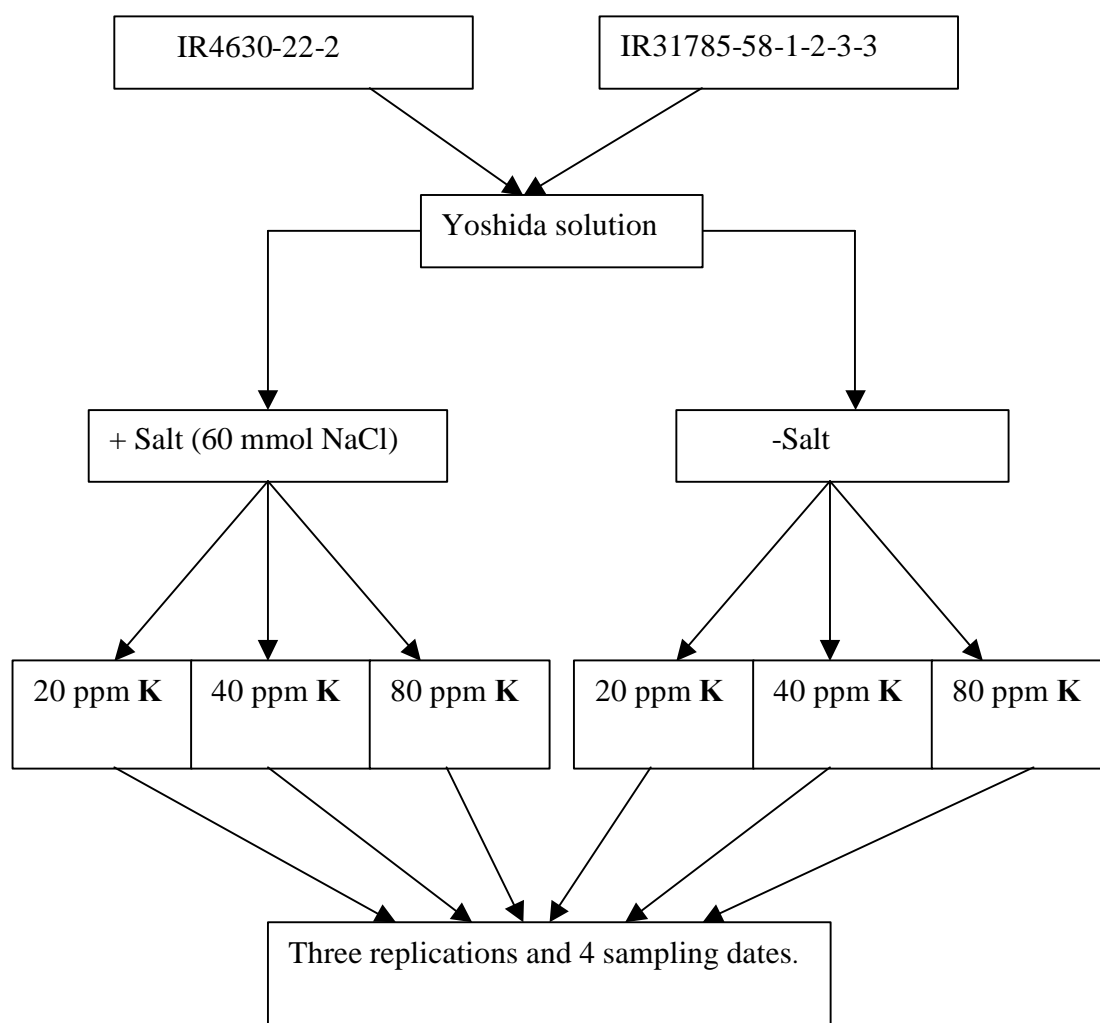 IR4630-22-2
IR31785-58-1-2-3-3
Yoshida solution
+ Salt (60 mmol NaCl)
-Salt
20 ppm K
40 ppm K
80 ppm K
20 ppm K
40 ppm K
80 ppm K
Three replications and 4 sampling dates.